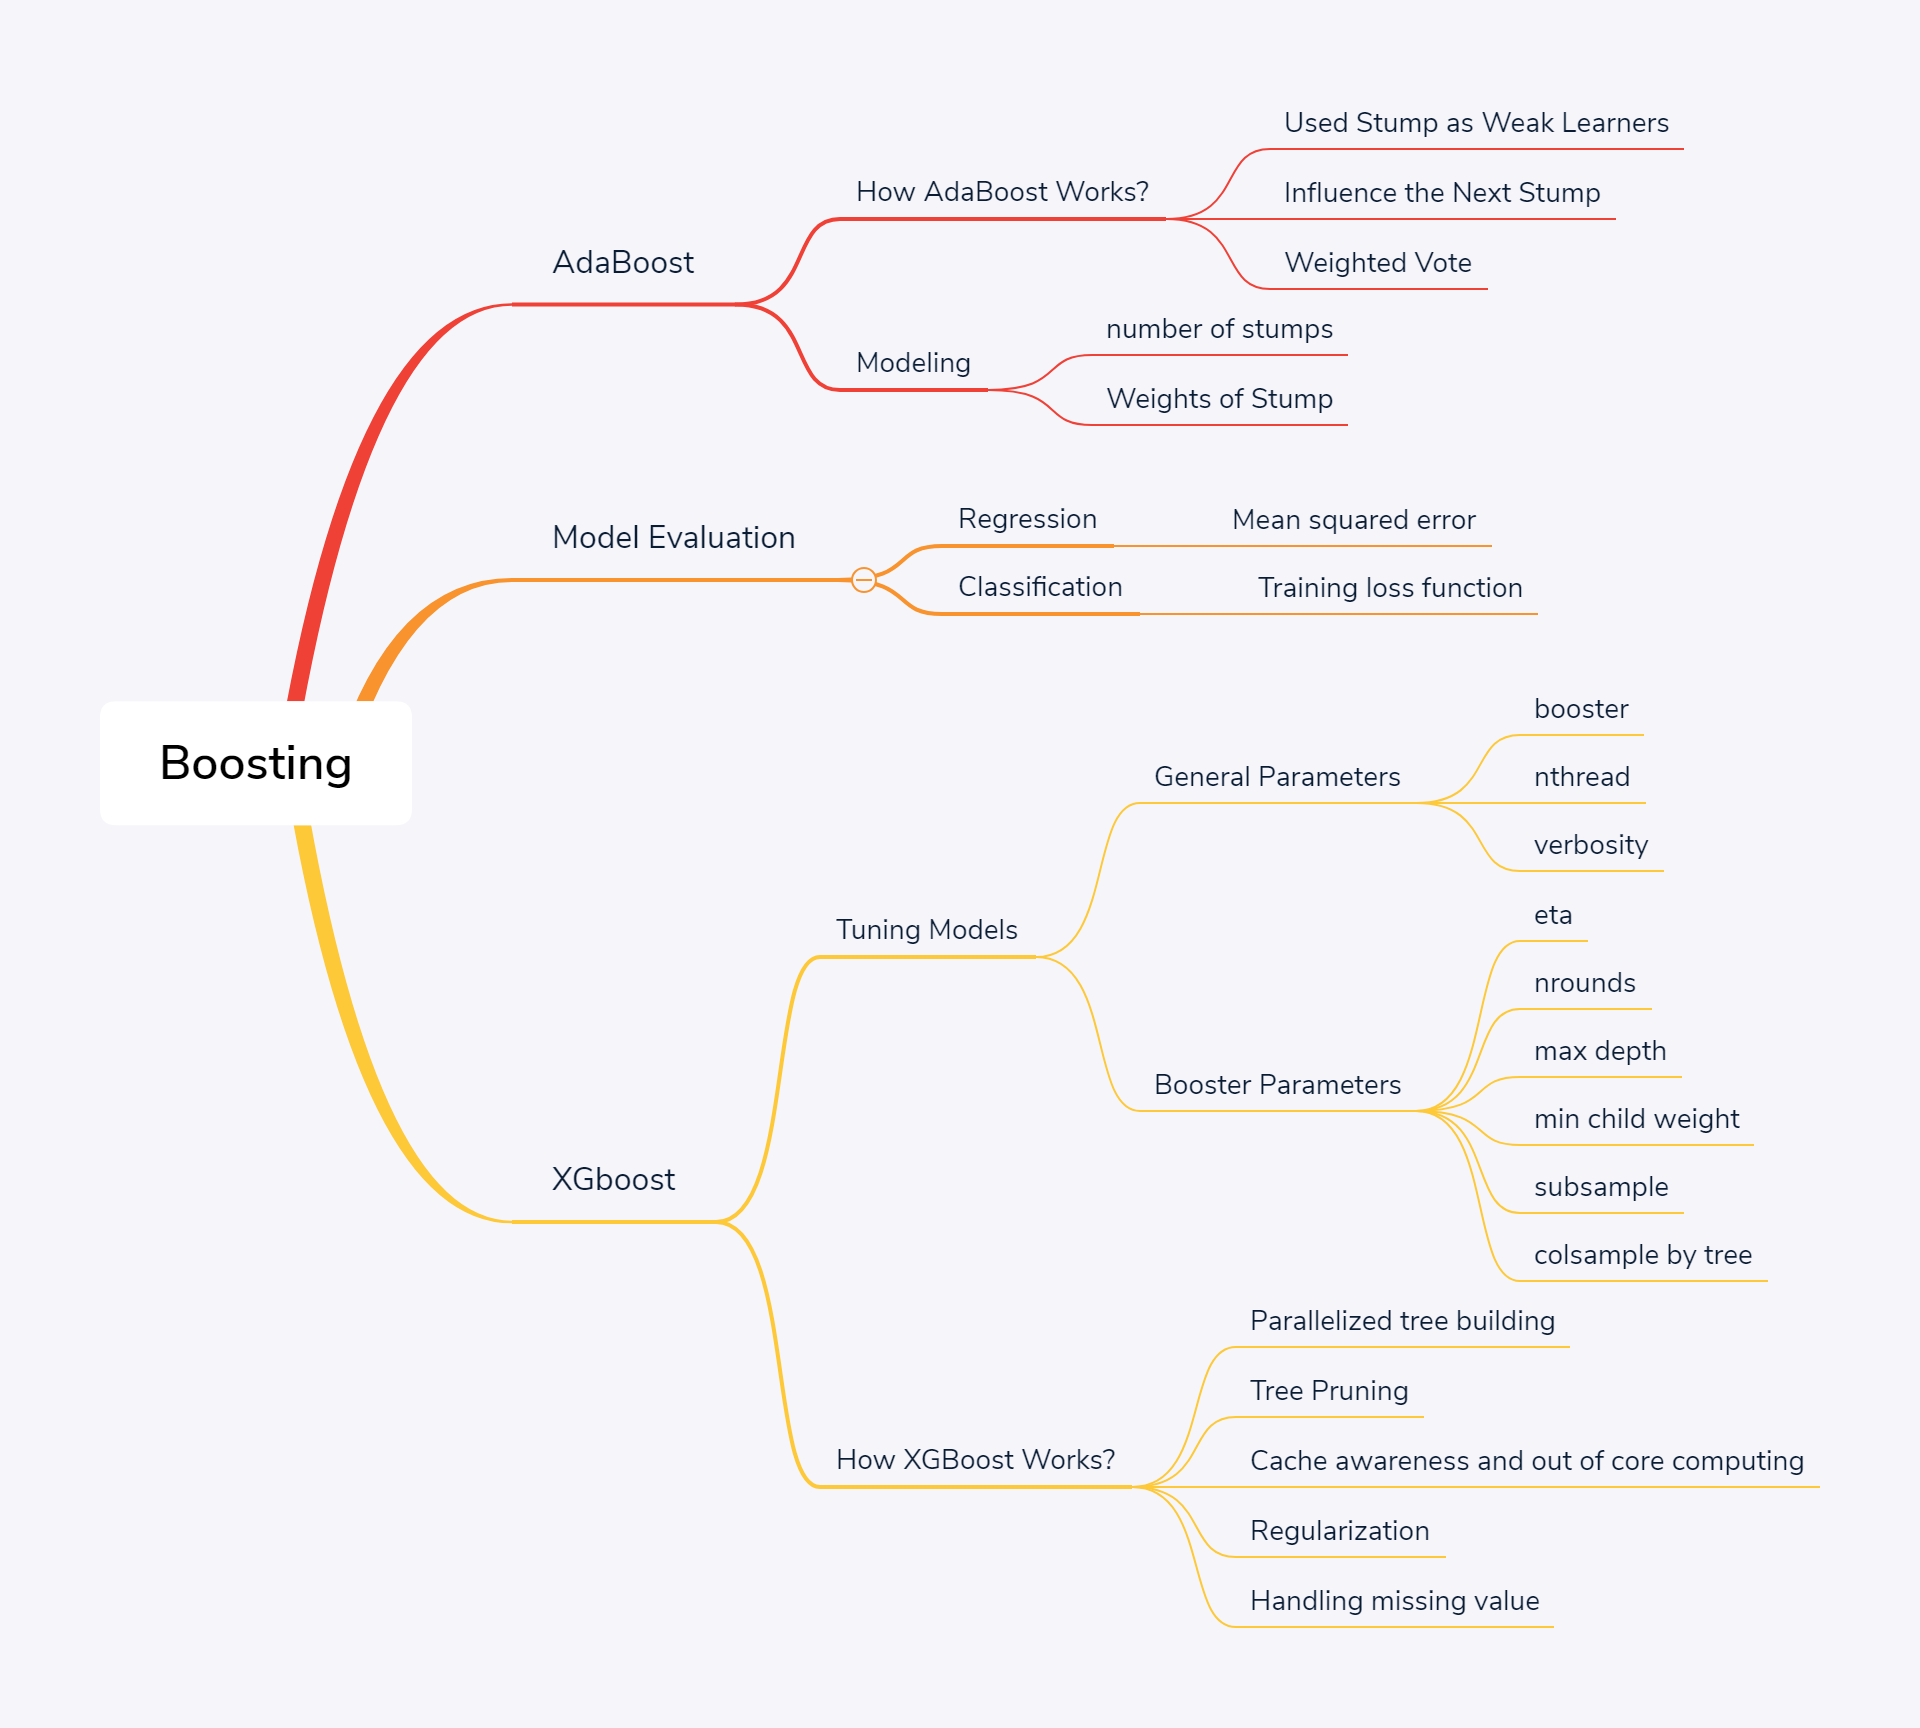 Boosting
AdaBoost
How AdaBoost Works?
Used Stump as Weak Learners
Influence the Next Stump
Weighted Vote
Modeling
number of stumps
Weights of Stump
Model Evaluation
Regression
Mean squared error
Classification
Training loss function
XGboost
Tuning Models
General Parameters
booster
nthread
verbosity
Booster Parameters
eta
nrounds
max depth
min child weight
subsample
colsample by tree
How XGBoost Works?
Parallelized tree building
Tree Pruning
Cache awareness and out of core computing
Regularization
Handling missing value